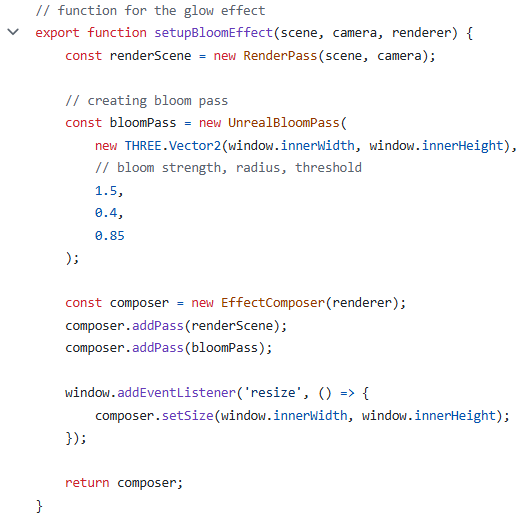 // function for the glow effect
export function setupBloomEffect(scene, camera, renderer) {
    const renderScene = new RenderPass(scene, camera);

    // creating bloom pass
    const bloomPass = new UnrealBloomPass(
        new THREE.Vector2(window.innerWidth, window.innerHeight),
        // bloom strength, radius, threshold
        1.5,
        0.4,
        0.85
    );

    const composer = new EffectComposer(renderer);
    composer.addPass(renderScene);
    composer.addPass(bloomPass);

    window.addEventListener('resize', () => {
        composer.setSize(window.innerWidth, window.innerHeight);
    });

    return composer;
}